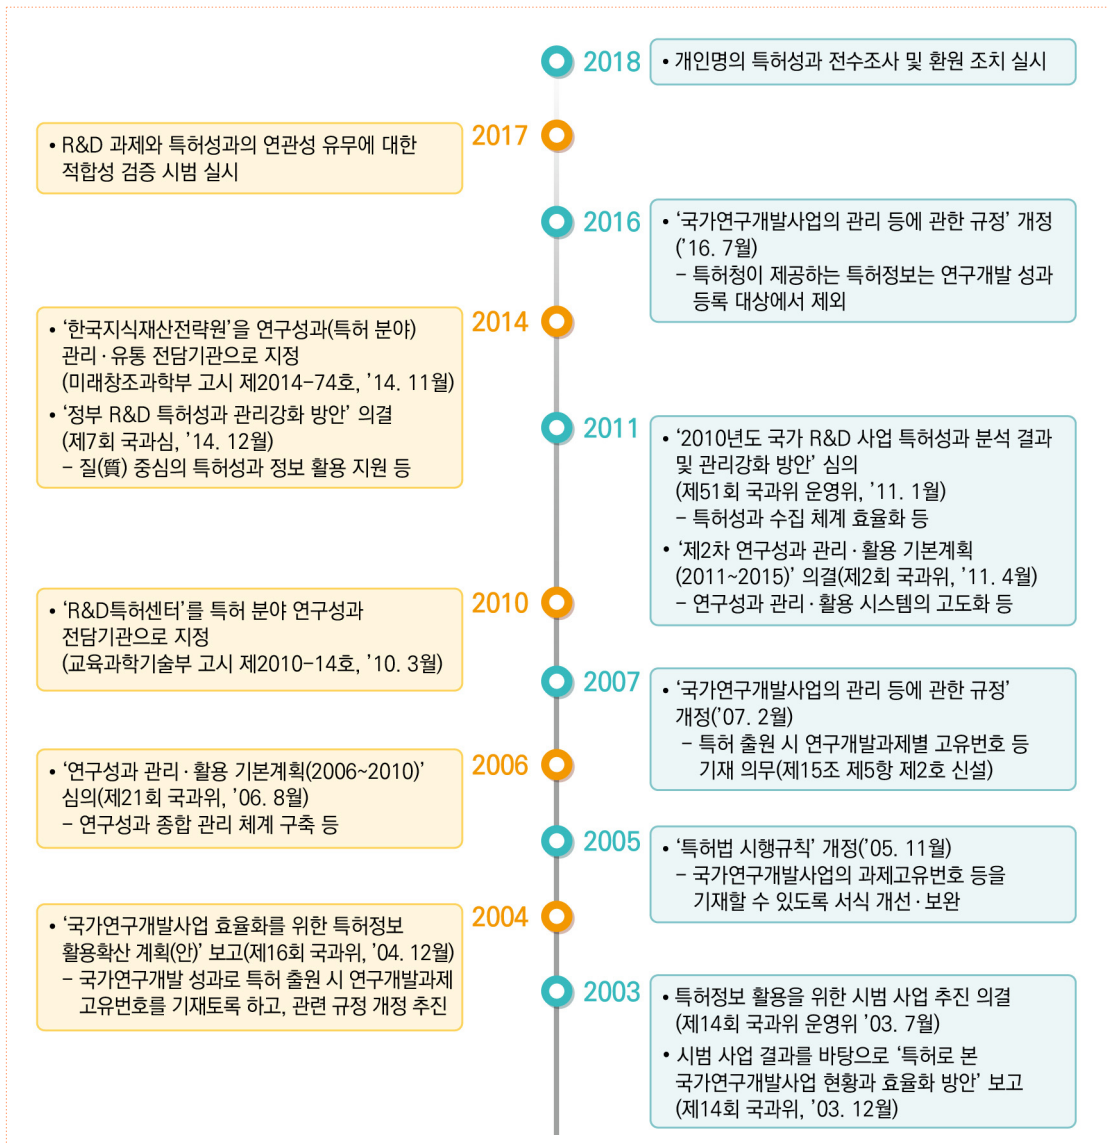 2018
• 개인명의 특허성과 전수조사 및 환원 조치 실시
2017
• R&D 과제와 특허성과의 연관성 유무에 대한
적합성 검증 시범 실시
2016
• ‘국가연구개발사업의 관리 등에 관한 규정’ 개정
(’16. 7월)
– 특허청이 제공하는 특허정보는 연구개발 성과
등록 대상에서 제외
2014
• ‘한국지식재산전략원’을 연구성과(특허 분야)
관리·유통 전담기관으로 지정
(미래창조과학부 고시 제2014-74호, ’14. 11월)
• ‘정부 R&D 특허성과 관리강화 방안’ 의결
(제7회 국과심, ’14. 12월)
– 질(質) 중심의 특허성과 정보 활용 지원 등
2011
• ‘2010년도 국가 R&D 사업 특허성과 분석 결과
및 관리강화 방안’ 심의
(제51회 국과위 운영위, ’11. 1월)
– 특허성과 수집 체계 효율화 등
• ‘제2차 연구성과 관리·활용 기본계획
(2011~2015)’ 의결(제2회 국과위, ’11. 4월)
– 연구성과 관리·활용 시스템의 고도화 등
2010
• ‘R&D특허센터’를 특허 분야 연구성과
전담기관으로 지정
(교육과학기술부 고시 제2010-14호, ’10. 3월)
2007
• ‘국가연구개발사업의 관리 등에 관한 규정’
개정(’07. 2월)
– 특허 출원 시 연구개발과제별 고유번호 등
기재 의무(제15조 제5항 제2호 신설)
2006
• ‘연구성과 관리·활용 기본계획(2006~2010)’
심의(제21회 국과위, ’06. 8월)
– 연구성과 종합 관리 체계 구축 등
2005
• ‘특허법 시행규칙’ 개정(’05. 11월)
– 국가연구개발사업의 과제고유번호 등을
기재할 수 있도록 서식 개선·보완
2004
• ‘국가연구개발사업 효율화를 위한 특허정보
활용확산 계획(안)’ 보고(제16회 국과위, ’04. 12월)
– 국가연구개발 성과로 특허 출원 시 연구개발과제
고유번호를 기재토록 하고, 관련 규정 개정 추진
2003
• 특허정보 활용을 위한 시범 사업 추진 의결
(제14회 국과위 운영위 ’03. 7월)
• 시범 사업 결과를 바탕으로 ‘특허로 본
국가연구개발사업 현황과 효율화 방안’ 보고
(제14회 국과위, ’03. 12월)